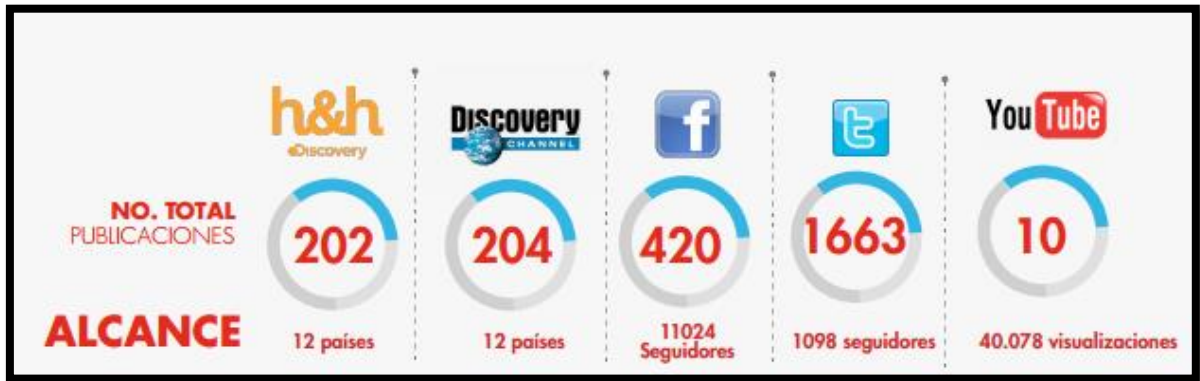 h&h
Discovery
DISCOVERY
CHANNEL
f
t
You Tube
NO. TOTAL
PUBLICACIONES
202
204
420
1663
10
ALCANCE
12 países
12 países
11024
Seguidores
1098 seguidores
40.078 visualizaciones